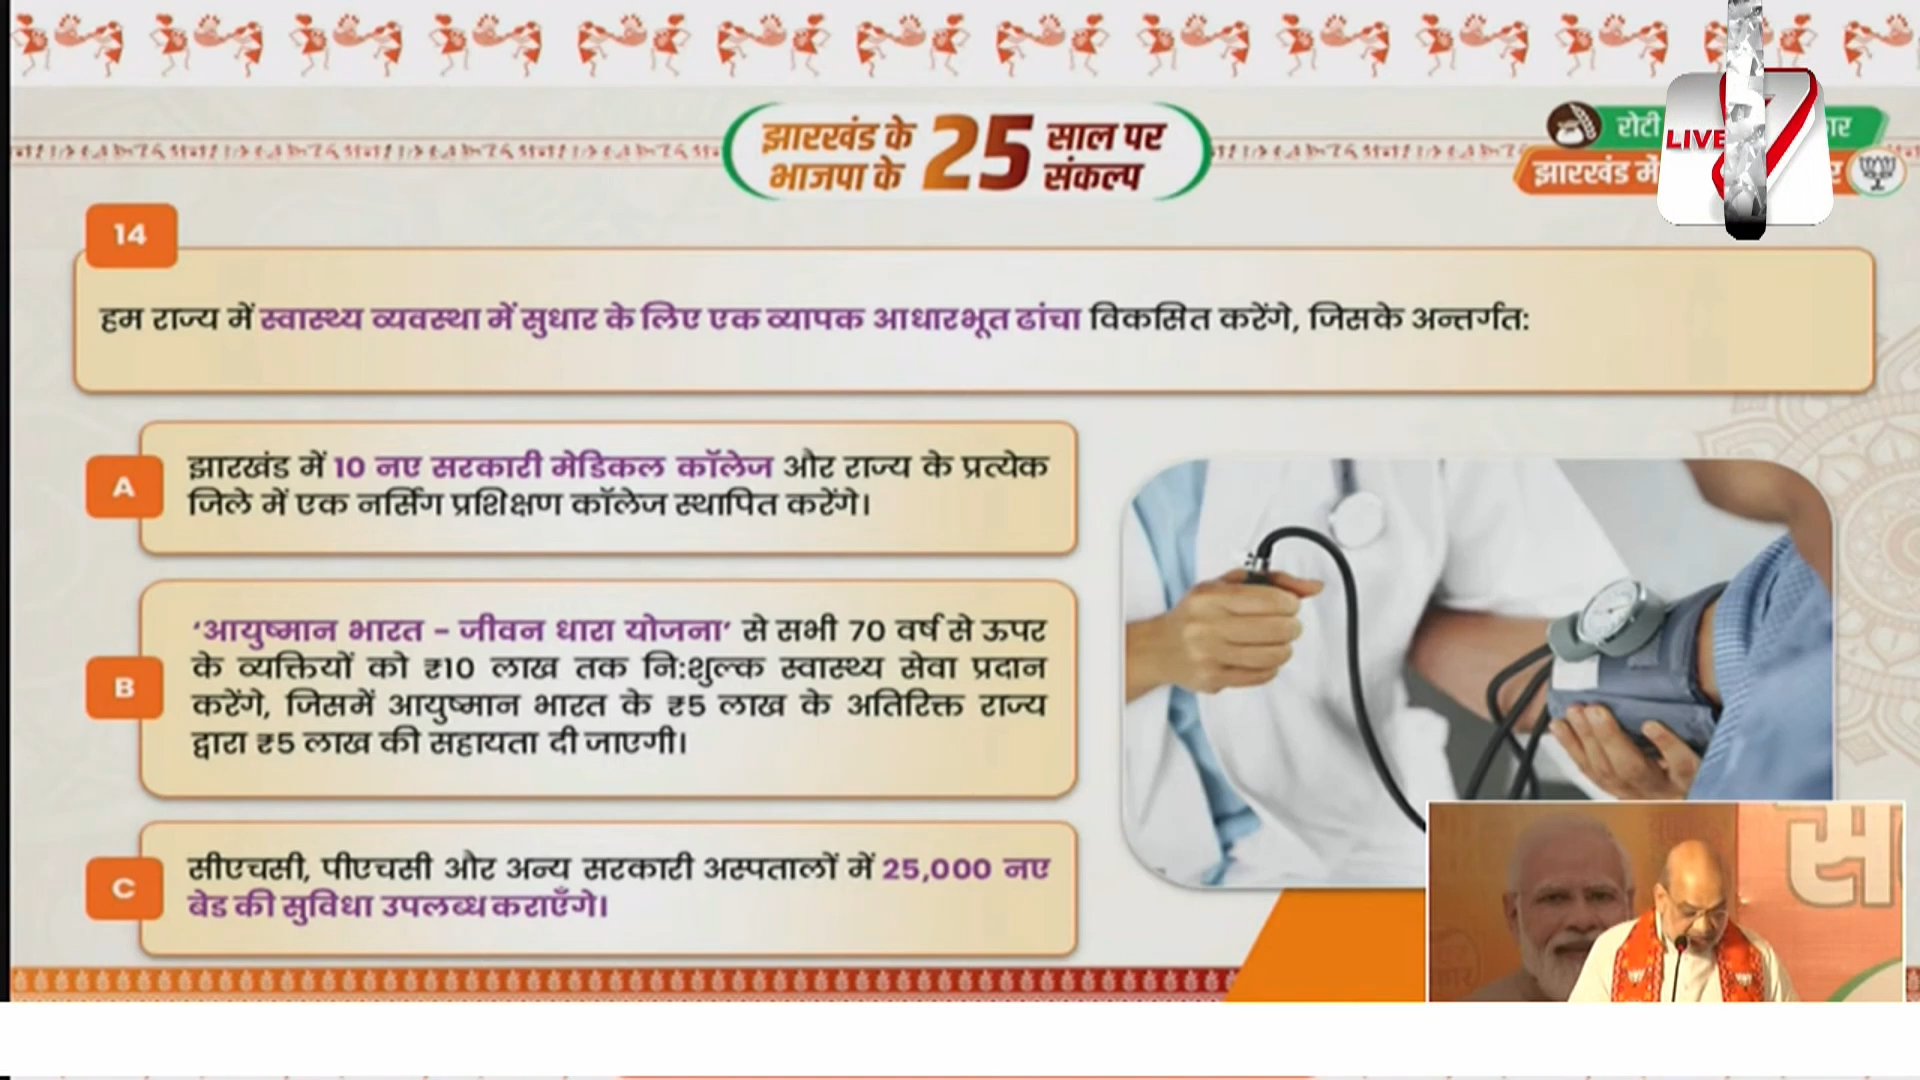 झारखंड के 25 साल पर
भाजपा के संकल्प
रोटी
झारखंड में
LIVE 7
14
हम राज्य में स्वास्थ्य व्यवस्था में सुधार के लिए एक व्यापक आधारभूत ढांचा विकसित करेंगे, जिसके अन्तर्गत:
A
झारखंड में 10 नए सरकारी मेडिकल कॉलेज और राज्य के प्रत्येक
जिले में एक नर्सिंग प्रशिक्षण कॉलेज स्थापित करेंगे।
B
‘आयुष्मान भारत - जीवन धारा योजना’ से सभी 70 वर्ष से ऊपर
के व्यक्तियों को ₹10 लाख तक नि:शुल्क स्वास्थ्य सेवा प्रदान
करेंगे, जिसमें आयुष्मान भारत के ₹5 लाख के अतिरिक्त राज्य
द्वारा ₹5 लाख की सहायता दी जाएगी।
C
सीएचसी, पीएचसी और अन्य सरकारी अस्पतालों में 25,000 नए
बेड की सुविधा उपलब्ध कराएँगे।